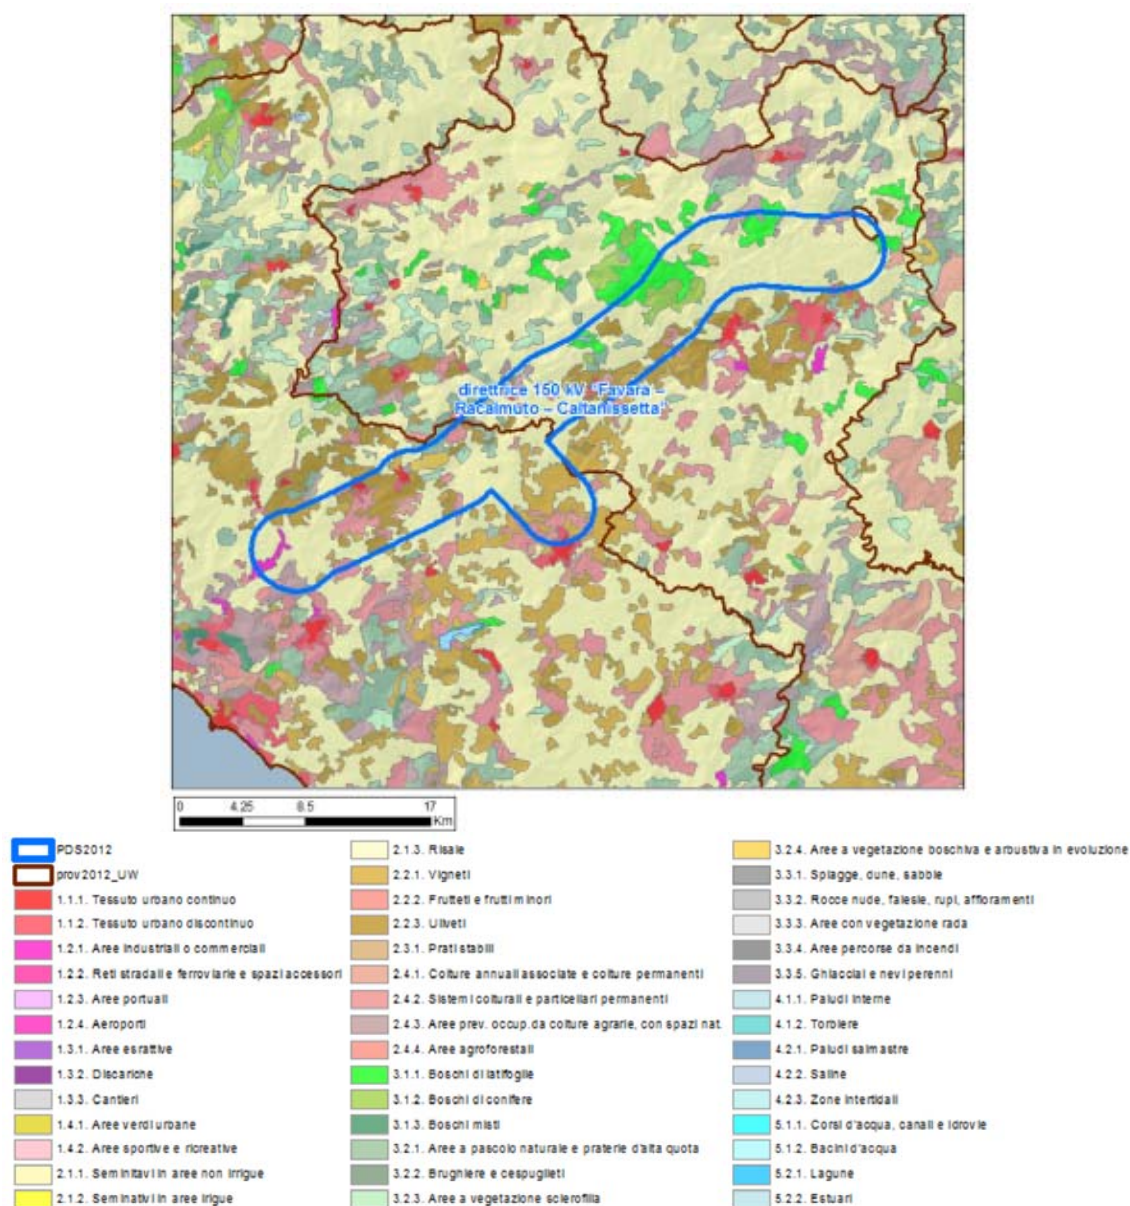 direttrice 150 kV "Favara –
Racalmuto – Caltanissetta"
0 4.25 8.5 17
Km
PDS2012
prov2012_UW
1.1.1. Tessuto urbano continuo
1.1.2. Tessuto urbano discontinuo
1.2.1. Aree industriali o commerciali
1.2.2. Reti stradali e ferroviarie e spazi accessori
1.2.3. Aree portuali
1.2.4. Aeroporti
1.3.1. Aree estrattive
1.3.2. Discariche
1.3.3. Cantieri
1.4.1. Aree verdi urbane
1.4.2. Aree sportive e ricreative
2.1.1. Seminitavi in aree non irrigue
2.1.2. Seminativi in aree irigue
2.1.3. Risaie
2.2.1. Vigneti
2.2.2. Frutteti e frutti minori
2.2.3. Uliveti
2.3.1. Prati stabili
2.4.1. Colture annuali associate e colture permanenti
2.4.2. Sistemi colturali e particellari permanenti
2.4.3. Aree prev. occup.da colture agrarie, con spazi nat.
2.4.4. Aree agroforestali
3.1.1. Boschi di latifoglie
3.1.2. Boschi di conifere
3.1.3. Boschi misti
3.2.1. Aree a pascolo naturale e praterie d'alta quota
3.2.2. Brughiere e cespuglieti
3.2.3. Aree a vegetazione sclerofilia
3.2.4. Aree a vegetazione boschiva e arbustiva in evoluzione
3.3.1. Spiagge, dune, sabbie
3.3.2. Rocce nude, falesie, rupi, affioramenti
3.3.3. Aree con vegetazione rada
3.3.4. Aree percorse da incendi
3.3.5. Ghiacciai e nevi perenni
4.1.1. Paludi interne
4.1.2. Torbiere
4.2.1. Paludi salmastre
4.2.2. Saline
4.2.3. Zone intertidali
5.1.1. Corsi d'acqua, canali e idrovie
5.1.2. Bacini d'acqua
5.2.1. Lagune
5.2.2. Estuari